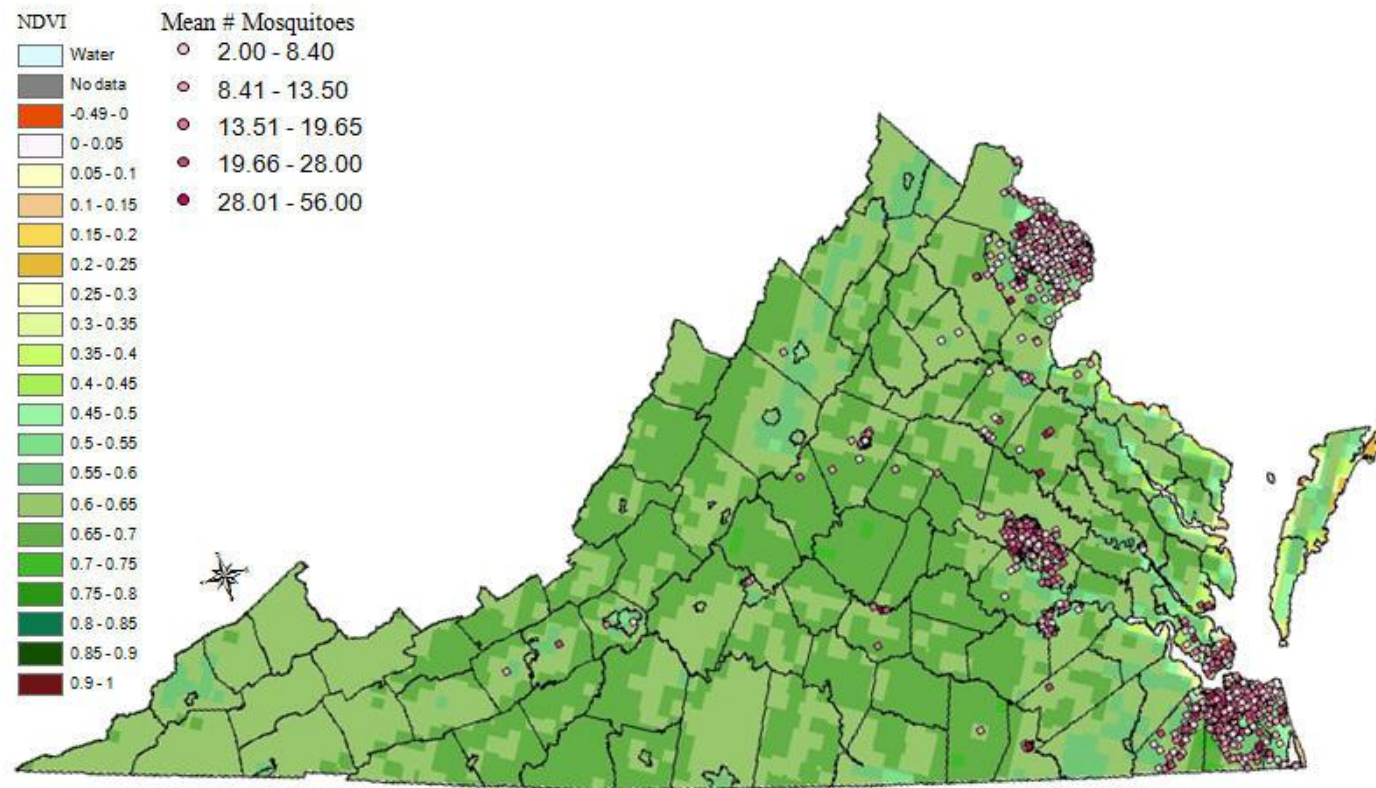 NDVI
Water
No data
-0.49 - 0
0 - 0.05
0.05 - 0.1
0.1 - 0.15
0.15 - 0.2
0.2 - 0.25
0.25 - 0.3
0.3 - 0.35
0.35 - 0.4
0.4 - 0.45
0.45 - 0.5
0.5 - 0.55
0.55 - 0.6
0.6 - 0.65
0.65 - 0.7
0.7 - 0.75
0.75 - 0.8
0.8 - 0.85
0.85 - 0.9
0.9 - 1
Mean # Mosquitoes
2.00 - 8.40
8.41 - 13.50
13.51 - 19.65
19.66 - 28.00
28.01 - 56.00